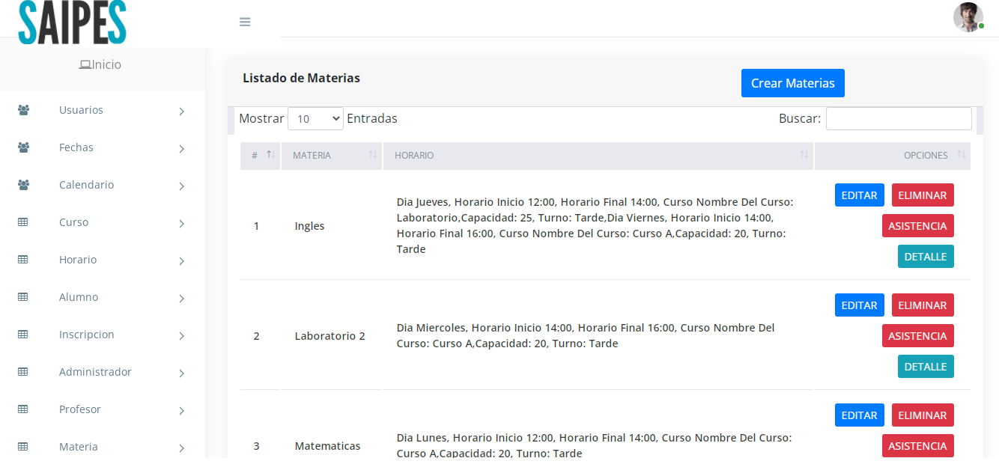 SAIPES
Inicio
Usuarios
Fechas
Calendario
Curso
Horario
Alumno
Inscripcion
Administrador
Profesor
Materia
Listado de Materias
Crear Materias
Mostrar 10 Entradas
Buscar:
# MATERIA HORARIO OPCIONES
1 Ingles
Dia Jueves, Horario Inicio 12:00, Horario Final 14:00, Curso Nombre Del Curso:
Laboratorio,Capacidad: 25, Turno: Tarde,Dia Viernes, Horario Inicio 14:00,
Horario Final 16:00, Curso Nombre Del Curso: Curso A,Capacidad: 20, Turno:
Tarde
EDITAR ELIMINAR
ASISTENCIA
DETALLE
2 Laboratorio 2
Dia Miercoles, Horario Inicio 14:00, Horario Final 16:00, Curso Nombre Del
Curso: Curso A,Capacidad: 20, Turno: Tarde
EDITAR ELIMINAR
ASISTENCIA
DETALLE
3 Matematicas
Dia Lunes, Horario Inicio 12:00, Horario Final 14:00, Curso Nombre Del Curso:
Curso A,Capacidad: 20, Turno: Tarde
EDITAR ELIMINAR
ASISTENCIA